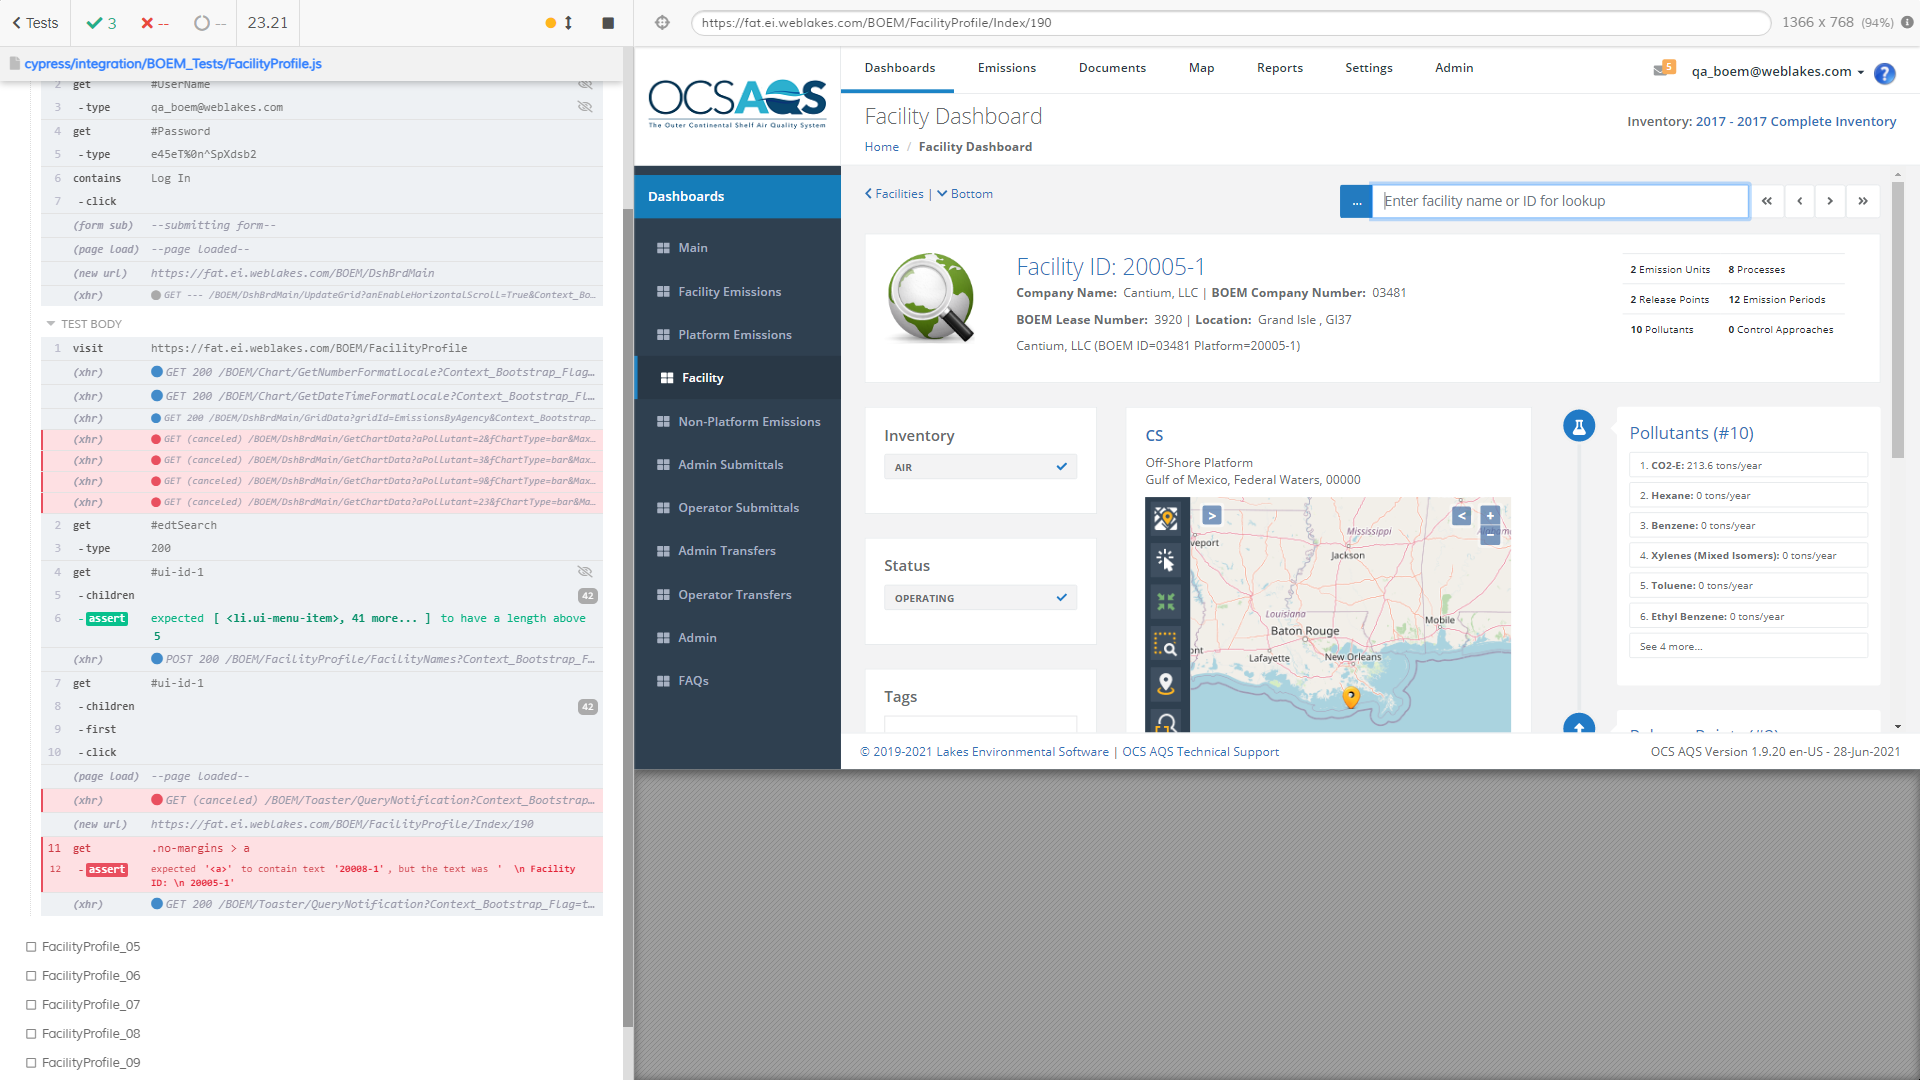 Tests
3
--
--
23.21
cypress/integration/BOEM_Tests/FacilityProfile.js
2 get #UserName
3 -type qa_boem@weblakes.com
4 get #Password
5 -type e45eT%0n^SpXdsb2
6 contains Log In
7 -click
(form sub) --submitting form--
(page load) --page loaded--
(new url) https://fat.ei.weblakes.com/BOEM/DshBrdMain
(xhr) GET --- /BOEM/DshBrdMain/UpdateGrid?anEnableHorizontalScroll=True&Context_Bo...
TEST BODY
1 visit https://fat.ei.weblakes.com/BOEM/FacilityProfile
(xhr) GET 200 /BOEM/Chart/GetNumberFormatLocale?Context_Bootstrap_Flag...
(xhr) GET 200 /BOEM/Chart/GetDateTimeFormatLocale?Context_Bootstrap_Fl...
(xhr) GET 200 /BOEM/DshBrdMain/GridData?gridId=EmissionsByAgency&Context_Bootstrap...
(xhr) GET (canceled) /BOEM/DshBrdMain/GetChartData?aPollutant=2&fChartType=bar&Max...
(xhr) GET (canceled) /BOEM/DshBrdMain/GetChartData?aPollutant=3&fChartType=bar&Max...
(xhr) GET (canceled) /BOEM/DshBrdMain/GetChartData?aPollutant=9&fChartType=bar&Max...
(xhr) GET (canceled) /BOEM/DshBrdMain/GetChartData?aPollutant=23&fChartType=bar&Ma...
2 get #edtSearch
3 -type 200
4 get #ui-id-1
5 -children 42
6 -assert expected [ <li.ui-menu-item>, 41 more... ] to have a length above
5
(xhr) POST 200 /BOEM/FacilityProfile/FacilityNames?Context_Bootstrap_F...
7 get #ui-id-1
8 -children 42
9 -first
10 -click
(page load) --page loaded--
(xhr) GET (canceled) /BOEM/Toaster/QueryNotification?Context_Bootstrap...
(new url) https://fat.ei.weblakes.com/BOEM/FacilityProfile/Index/190
11 get .no-margins > a
12 -assert expected '<a>' to contain text '20008-1', but the text was ' \n Facility
ID: \n 20005-1'
(xhr) GET 200 /BOEM/Toaster/QueryNotification?Context_Bootstrap_Flag=t...
FacilityProfile_05
FacilityProfile_06
FacilityProfile_07
FacilityProfile_08
FacilityProfile_09
https://fat.ei.weblakes.com/BOEM/FacilityProfile/Index/190
1366 x 768 (94%)
OCSAQS
The Outer Continental Shelf Air Quality System
Dashboards
Emissions
Documents
Map
Reports
Settings
Admin
5
qa_boem@weblakes.com
?
Facility Dashboard
Home / Facility Dashboard
Inventory: 2017 - 2017 Complete Inventory
Dashboards
Main
Facility Emissions
Platform Emissions
Facility
Non-Platform Emissions
Admin Submittals
Operator Submittals
Admin Transfers
Operator Transfers
Admin
FAQs
Facilities | Bottom
...
Enter facility name or ID for lookup
« ‹ › »
Facility ID: 20005-1
Company Name: Cantium, LLC | BOEM Company Number: 03481
BOEM Lease Number: 3920 | Location: Grand Isle , GI37
Cantium, LLC (BOEM ID=03481 Platform=20005-1)
2 Emission Units 8 Processes
2 Release Points 12 Emission Periods
10 Pollutants 0 Control Approaches
Inventory
AIR
Status
OPERATING
Tags
CS
Off-Shore Platform
Gulf of Mexico, Federal Waters, 00000
>
<
+
−
veport
Mississippi
Jackson
Alabama
Louisiana
Baton Rouge
Mobile
ont
Lafayette
New Orleans
Pollutants (#10)
1. CO2-E: 213.6 tons/year
2. Hexane: 0 tons/year
3. Benzene: 0 tons/year
4. Xylenes (Mixed Isomers): 0 tons/year
5. Toluene: 0 tons/year
6. Ethyl Benzene: 0 tons/year
See 4 more...
© 2019-2021 Lakes Environmental Software | OCS AQS Technical Support
OCS AQS Version 1.9.20 en-US - 28-Jun-2021